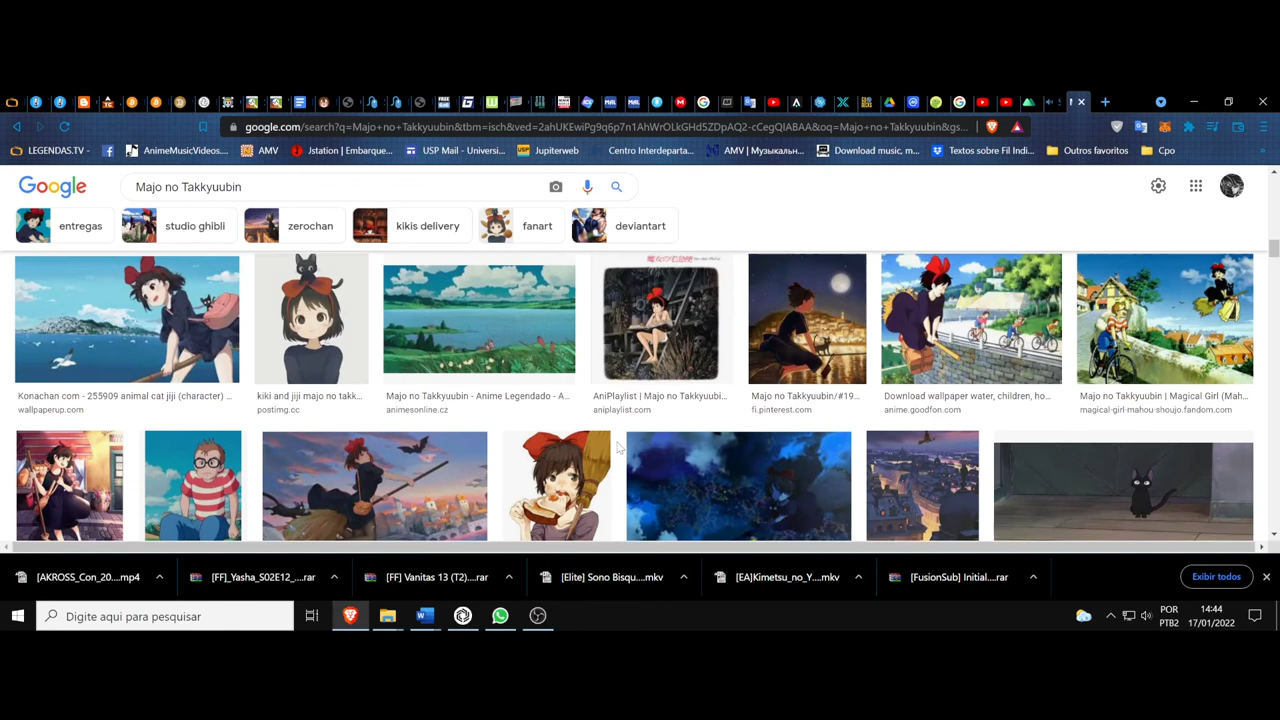 google.com/search?q=Majo+no+Takkyuubin&tbm=isch&ved=2ahUKEwiPg9q6p7n1AhWrOLkGHd5ZDpAQ2-cCegQIABAA&oq=Majo+no+Takkyuubin&gs...
LEGENDAS.TV - AnimeMusicVideos.... AMV Jstation | Embarque... USP Mail - Universi... Jupiterweb Centro Interdeparta... AMV | Музыкальн... Download music, m... Textos sobre Fil Indi... Outros favoritos Cpo
Google Majo no Takkyuubin
entregas studio ghibli zerochan kikis delivery fanart deviantart
魔女の宅急便
Konachan com - 255909 animal cat jiji (character) ... kiki and jiji majo no takk... Majo no Takkyuubin - Anime Legendado - A... AniPlaylist | Majo no Takkyuubi... Majo no Takkyuubin/#19... Download wallpaper water, children, ho... Majo no Takkyuubin | Magical Girl (Mah...
wallpaperup.com postimg.cc animesonline.cz aniplaylist.com fi.pinterest.com anime.goodfon.com magical-girl-mahou-shoujo.fandom.com
[AKROSS_Con_20....mp4 [FF]_Yasha_S02E12_....rar [FF] Vanitas 13 (T2)....rar [Elite] Sono Bisqu....mkv [EA]Kimetsu_no_Y....mkv [FusionSub] Initial....rar Exibir todos
Digite aqui para pesquisar
POR 14:44
PTB2 17/01/2022